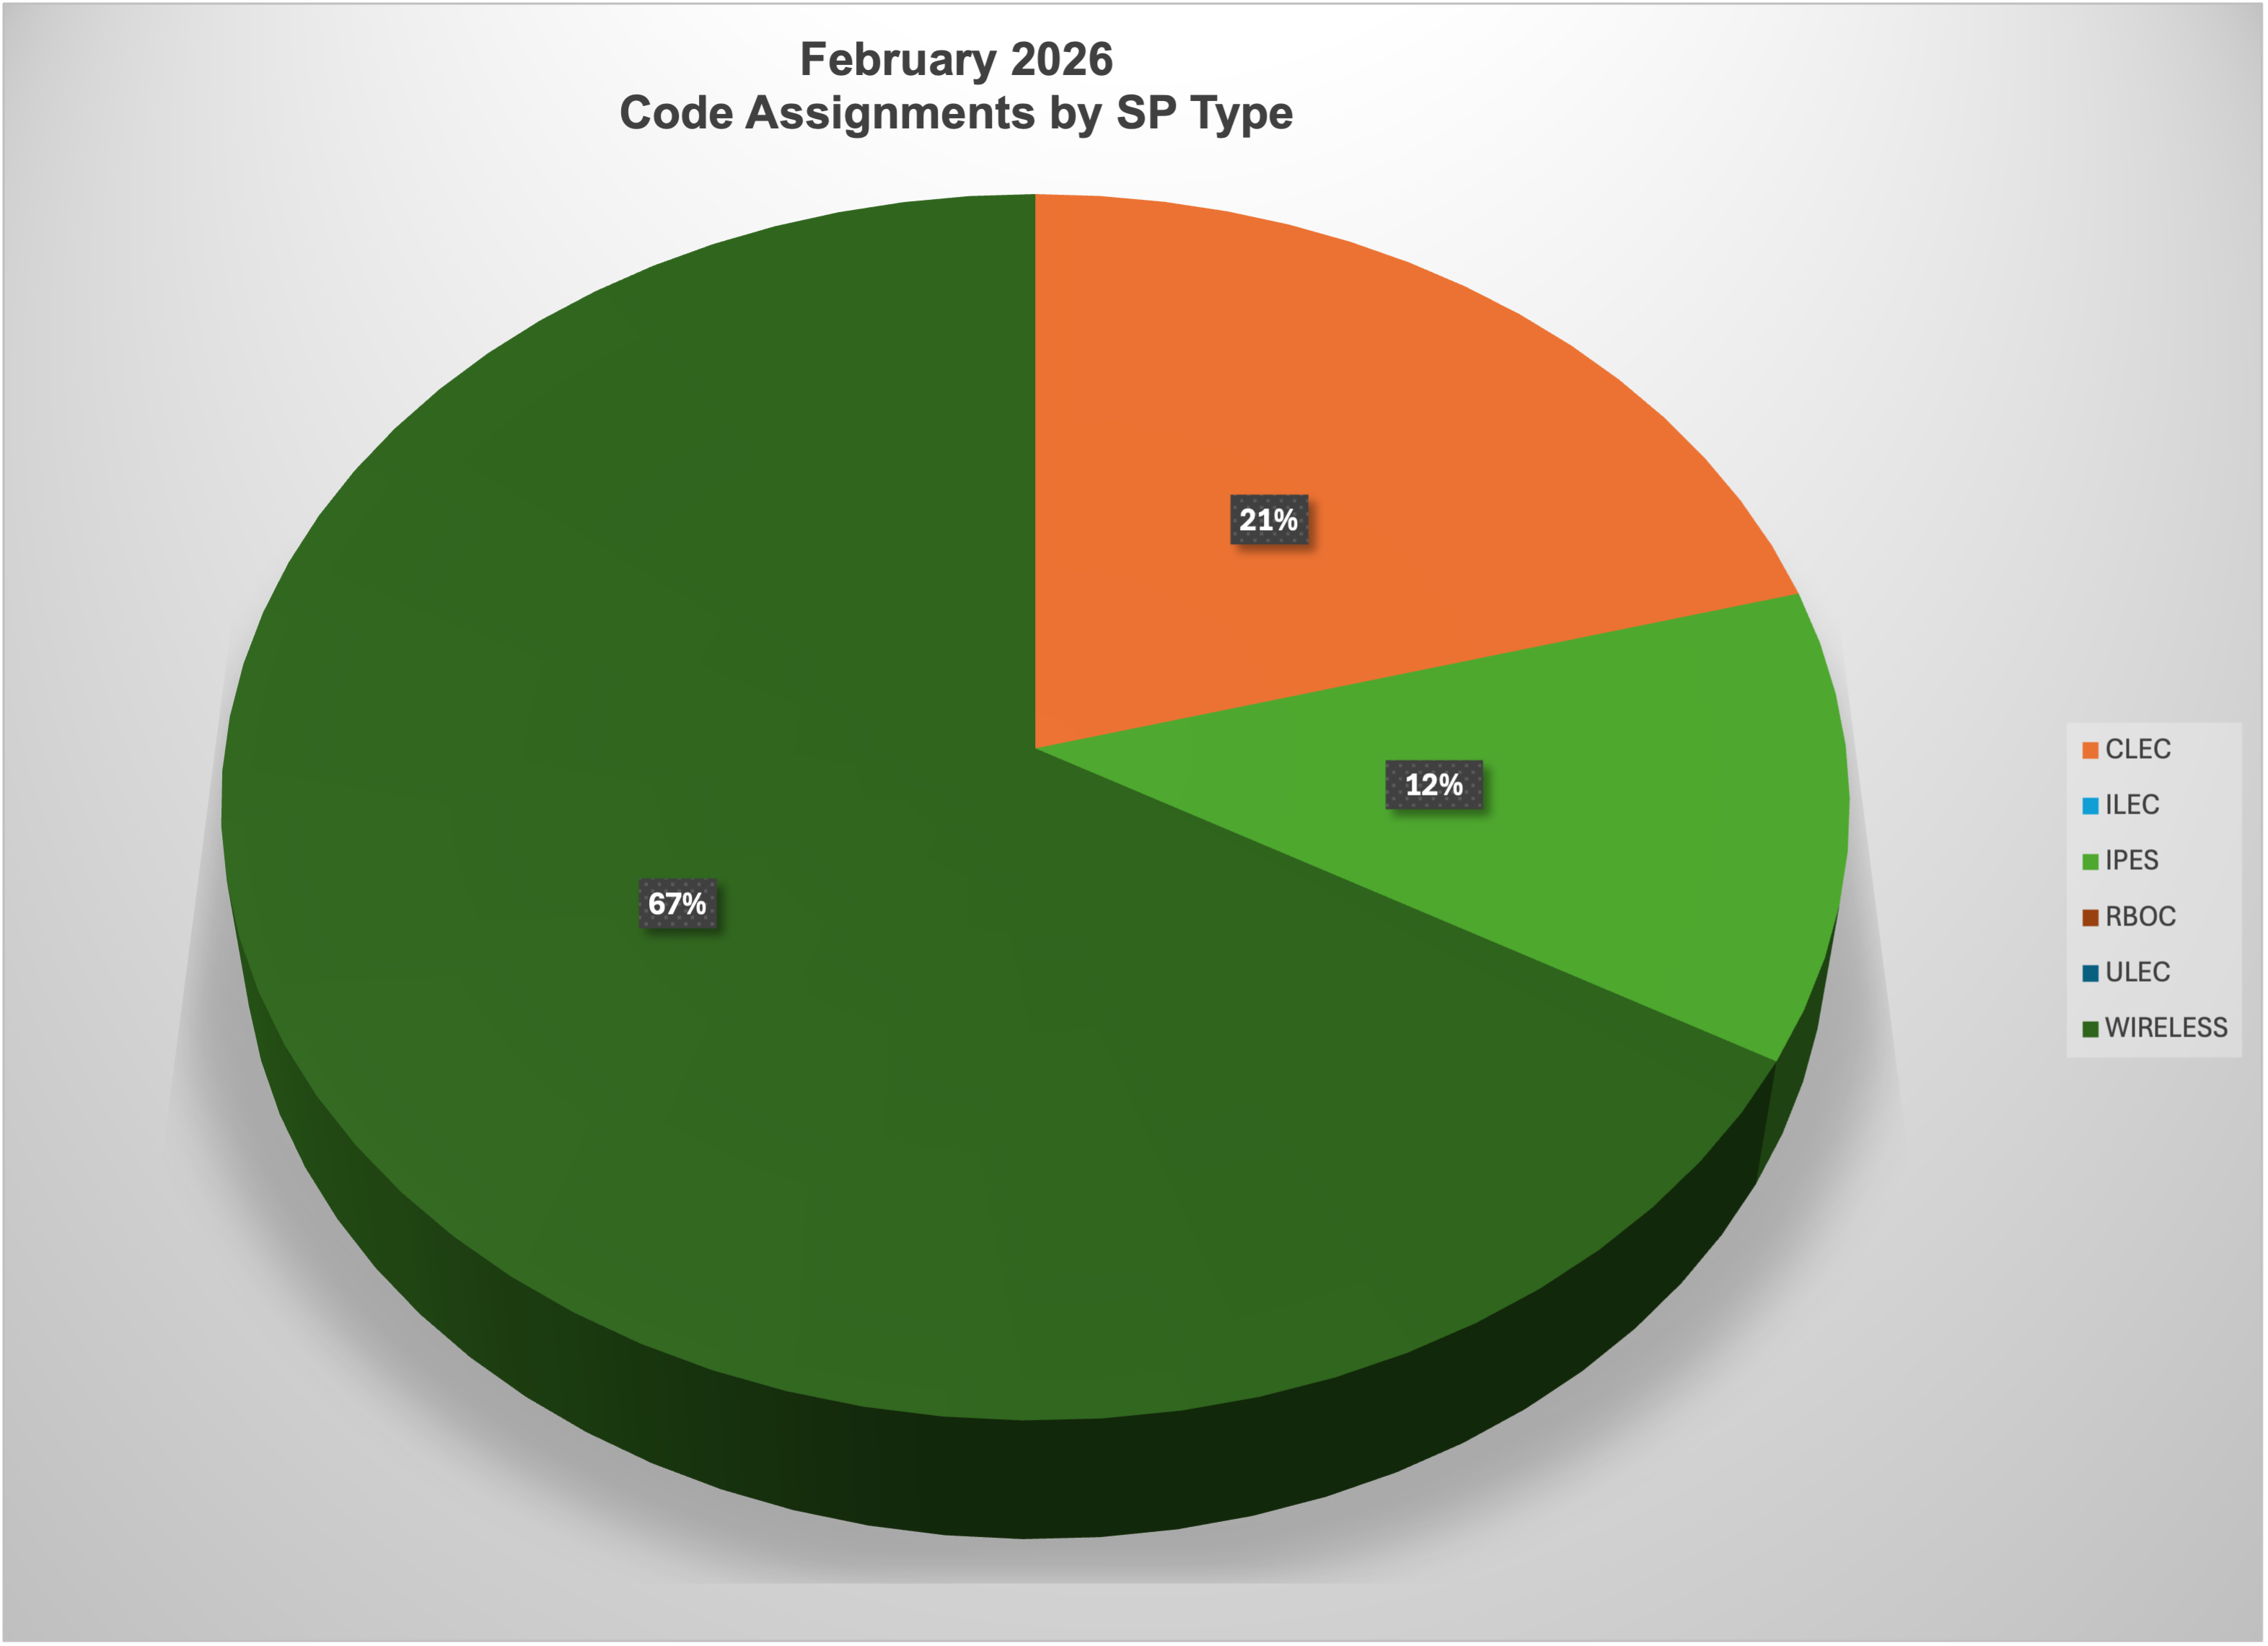 February 2026
Code Assignments by SP Type
21%
12%
67%
CLEC
ILEC
IPES
RBOC
ULEC
WIRELESS